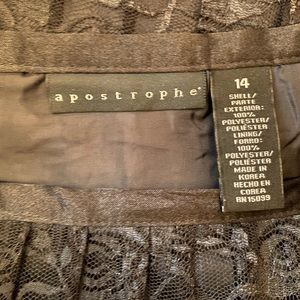 apostrophe®
14
SHELL/
PARTE
EXTERIOR:
100%
POLYESTER/
POLIÉSTER
LINING/
FORRO:
100%
POLYESTER/
POLIÉSTER
MADE IN
KOREA
HECHO EN
COREA
RN 15099